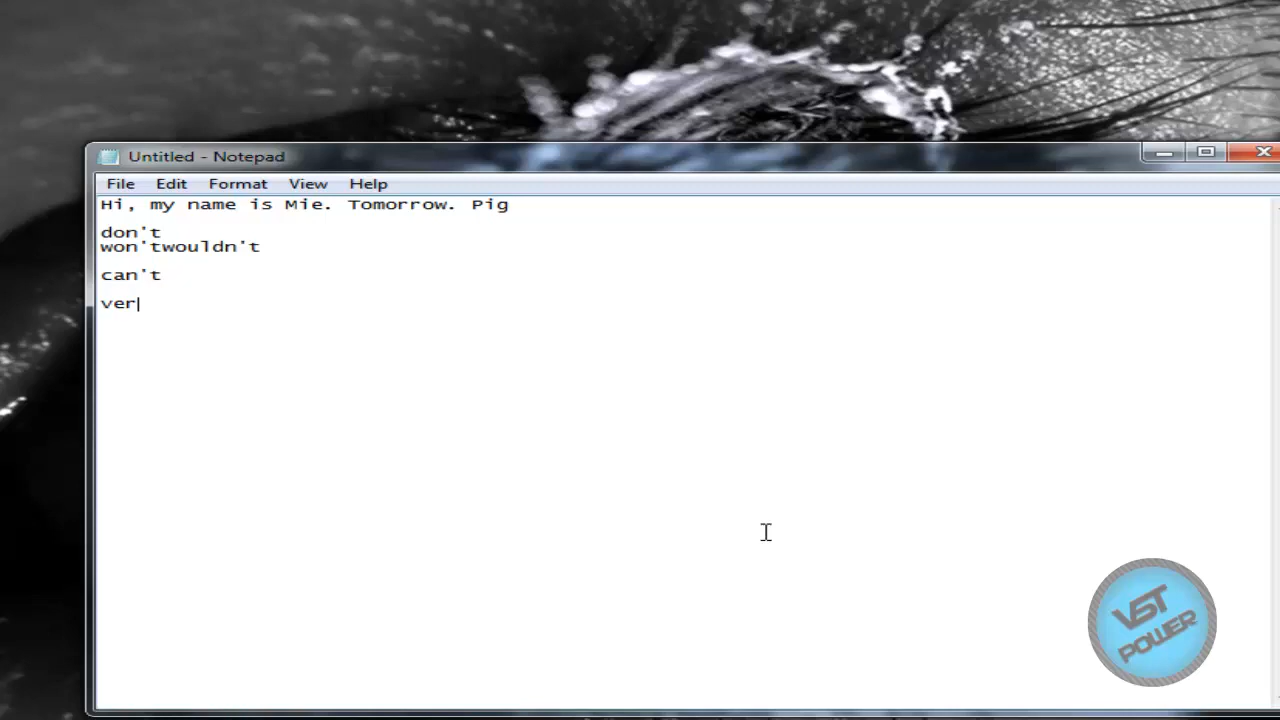 Untitled - Notepad
File Edit Format View Help
Hi, my name is Mie. Tomorrow. Pig
don't
won'twouldn't
can't
ver
VST
POWER